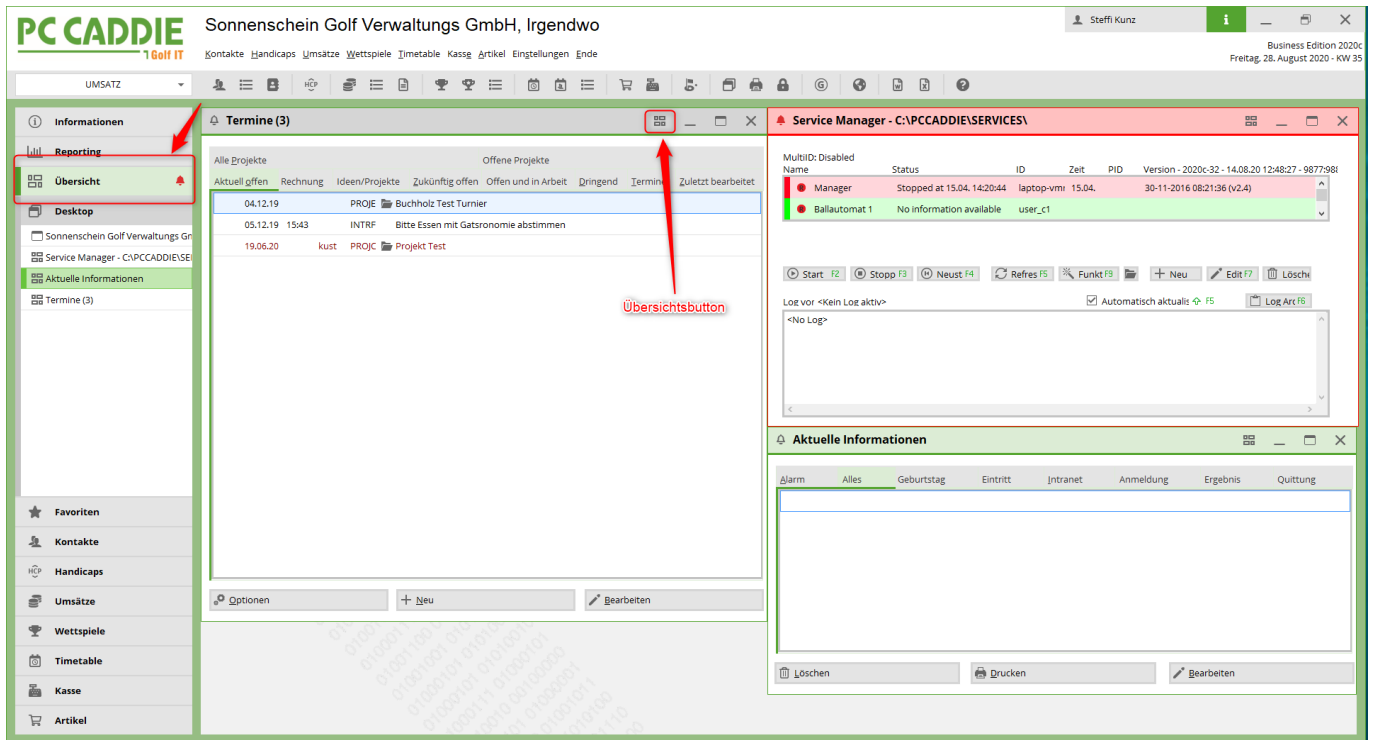 PC CADDIE
Golf IT
Sonnenschein Golf Verwaltungs GmbH, Irgendwo
Kontakte Handicaps Umsätze Wettspiele Timetable Kasse Artikel Einstellungen Ende
Steffi Kunz
i
Business Edition 2020c
Freitag, 28. August 2020 - KW 35
UMSATZ
HCP
G
W
X
Informationen
Reporting
Übersicht
Desktop
Sonnenschein Golf Verwaltungs Gr
Service Manager - C:\PCCADDIE\SEI
Aktuelle Informationen
Termine (3)
Favoriten
Kontakte
HCP Handicaps
Umsätze
Wettspiele
Timetable
Kasse
Artikel
Termine (3)
Alle Projekte Offene Projekte
Aktuell offen Rechnung Ideen/Projekte Zukünftig offen Offen und in Arbeit Dringend Termine Zuletzt bearbeitet
04.12.19 PROJE Buchholz Test Turnier
05.12.19 15:43 INTRF Bitte Essen mit Gatsronomie abstimmen
19.06.20 kust PROJC Projekt Test
Übersichtsbutton
Optionen
Neu
Bearbeiten
Service Manager - C:\PCCADDIE\SERVICES\
MultiID: Disabled
Name Status ID Zeit PID Version - 2020c-32 - 14.08.20 12:48:27 - 9877:988
Manager Stopped at 15.04. 14:20:44 laptop-vmi 15.04. 30-11-2016 08:21:36 (v2.4)
Ballautomat 1 No information available user_c1
Start F2 Stopp F3 Neust F4 Refres F5 Funkt F9 Neu Edit F7 Lösche
Log vor <Kein Log aktiv> Automatisch aktualis F5 Log Arc F6
<No Log>
Aktuelle Informationen
Alarm Alles Geburtstag Eintritt Intranet Anmeldung Ergebnis Quittung
Löschen
Drucken
Bearbeiten